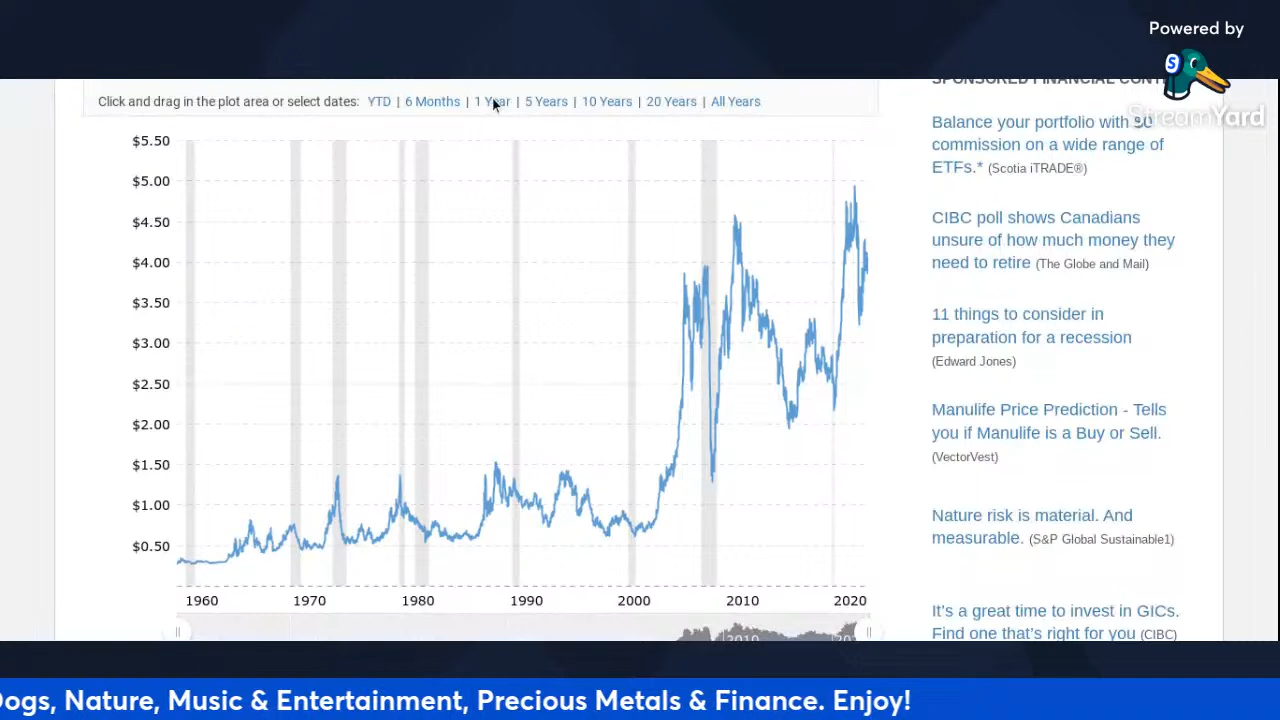 Powered by
StreamYard
Click and drag in the plot area or select dates: YTD | 6 Months | 1 Year | 5 Years | 10 Years | 20 Years | All Years
$5.50
$5.00
$4.50
$4.00
$3.50
$3.00
$2.50
$2.00
$1.50
$1.00
$0.50
1960 1970 1980 1990 2000 2010 2020
2010
SPONSORED FINANCIAL CONT
Balance your portfolio with $0
commission on a wide range of
ETFs.* (Scotia iTRADE®)
CIBC poll shows Canadians
unsure of how much money they
need to retire (The Globe and Mail)
11 things to consider in
preparation for a recession
(Edward Jones)
Manulife Price Prediction - Tells
you if Manulife is a Buy or Sell.
(VectorVest)
Nature risk is material. And
measurable. (S&P Global Sustainable1)
It's a great time to invest in GICs.
Find one that's right for you (CIBC)
Dogs, Nature, Music & Entertainment, Precious Metals & Finance. Enjoy!